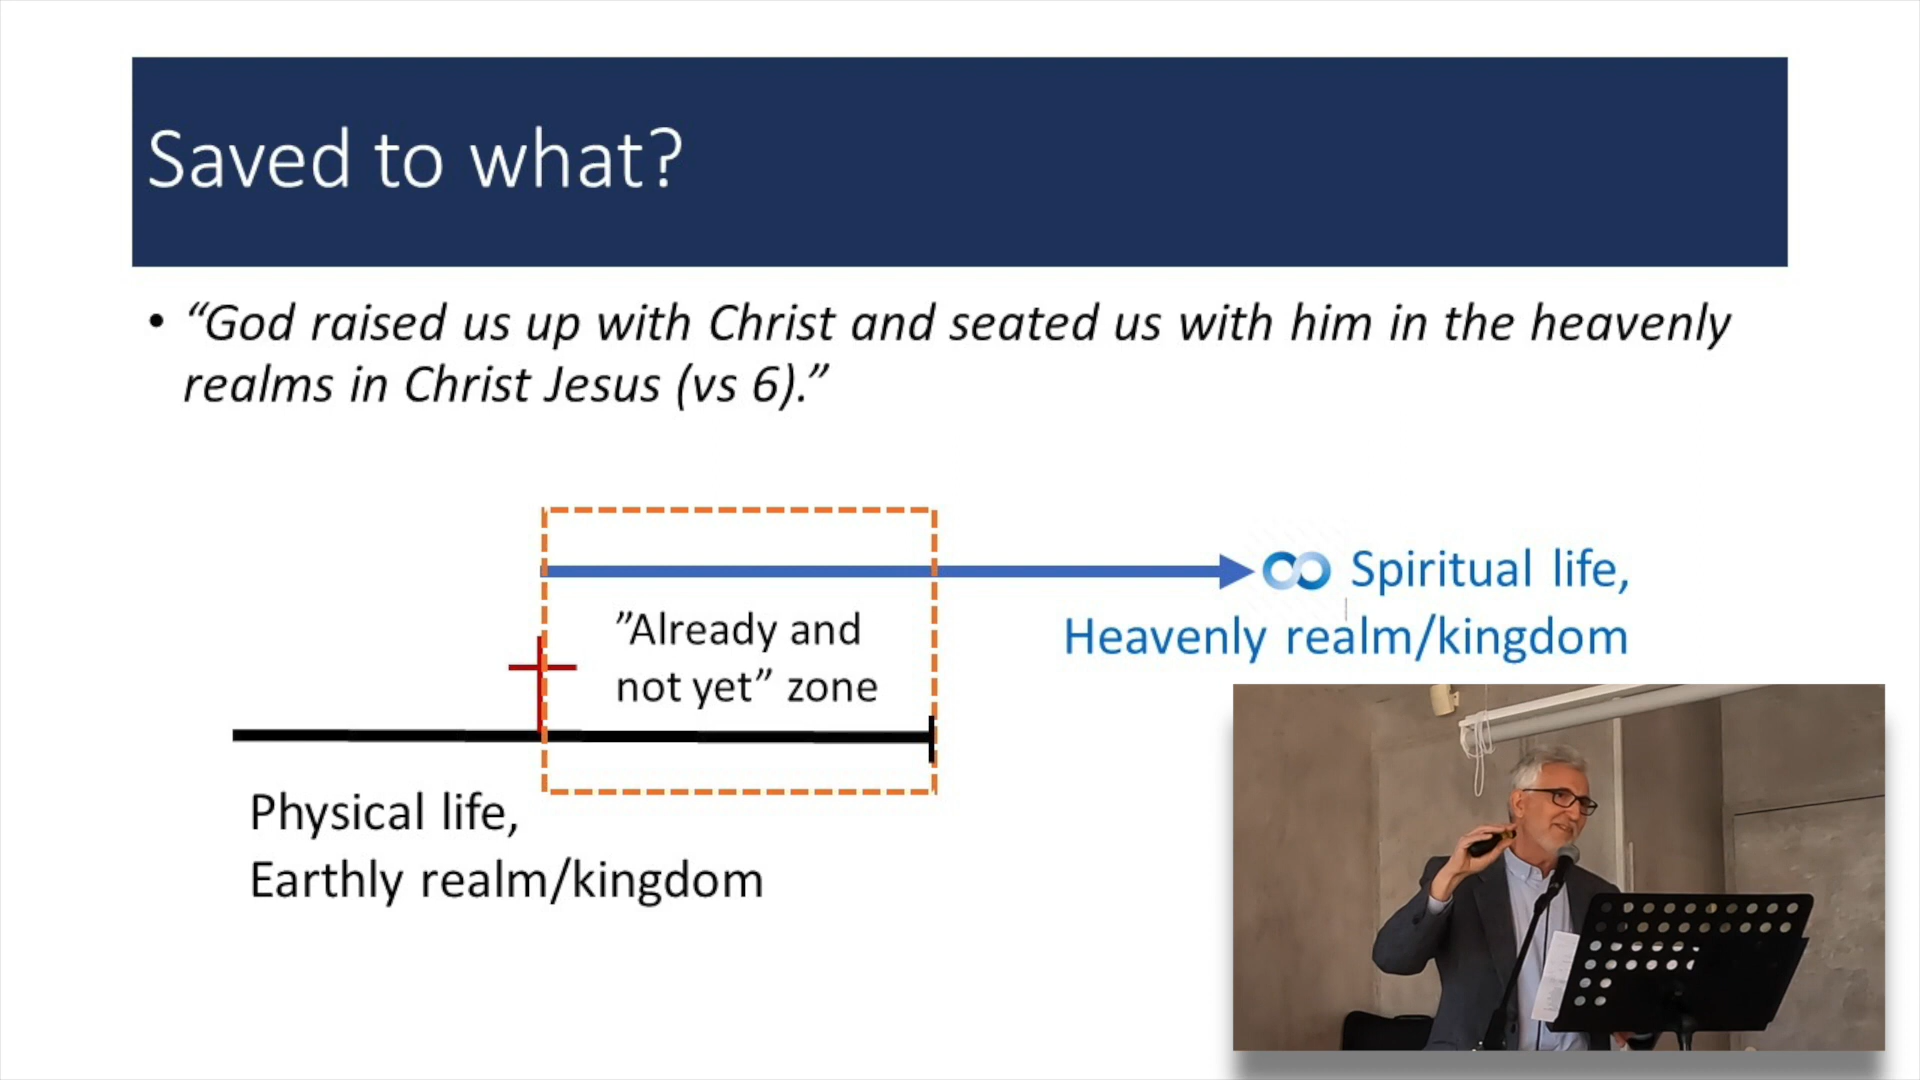 Saved to what?
• “God raised us up with Christ and seated us with him in the heavenly
realms in Christ Jesus (vs 6).”
”Already and
not yet” zone
∞ Spiritual life,
Heavenly realm/kingdom
Physical life,
Earthly realm/kingdom